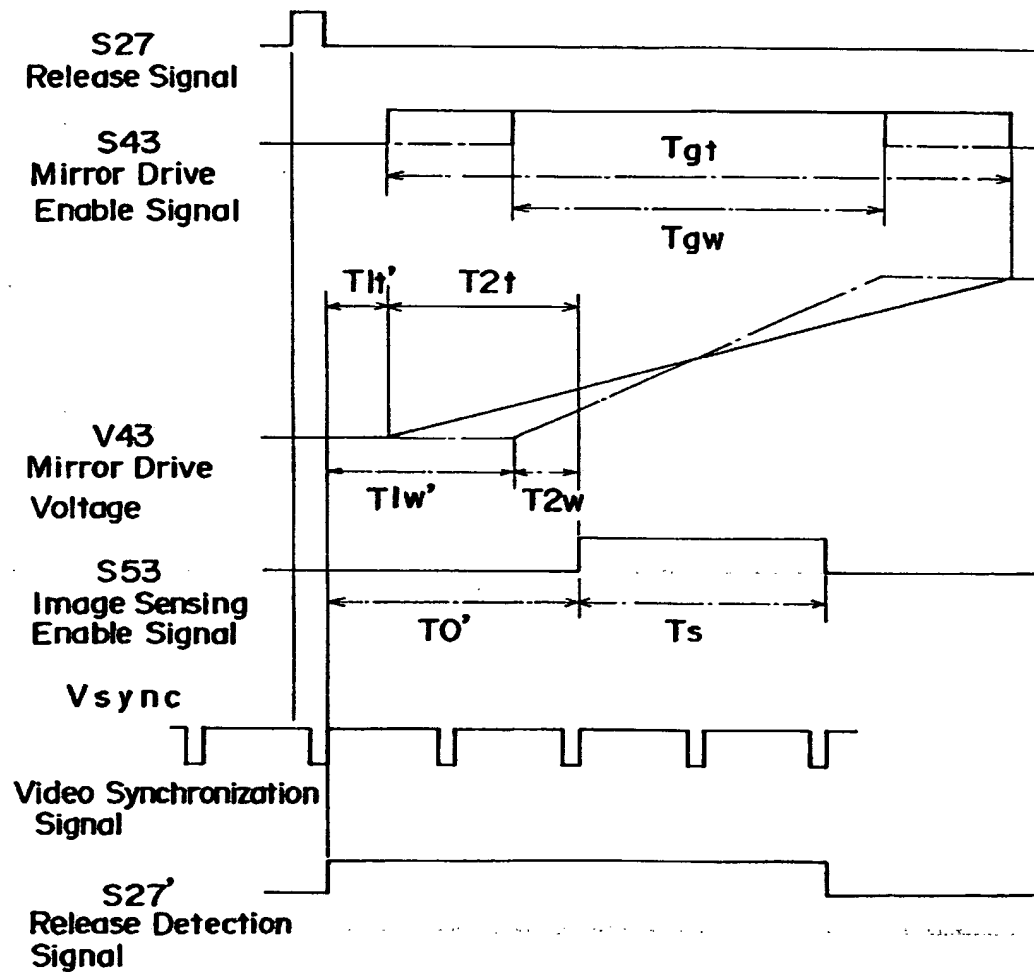 S27
Release Signal
S43
Mirror Drive
Enable Signal
Tgt
Tgw
T1t'
T2t
V43
Mirror Drive
Voltage
T1w'
T2w
S53
Image Sensing
Enable Signal
T0'
Ts
Vsync
Video Synchronization
Signal
S27'
Release Detection
Signal